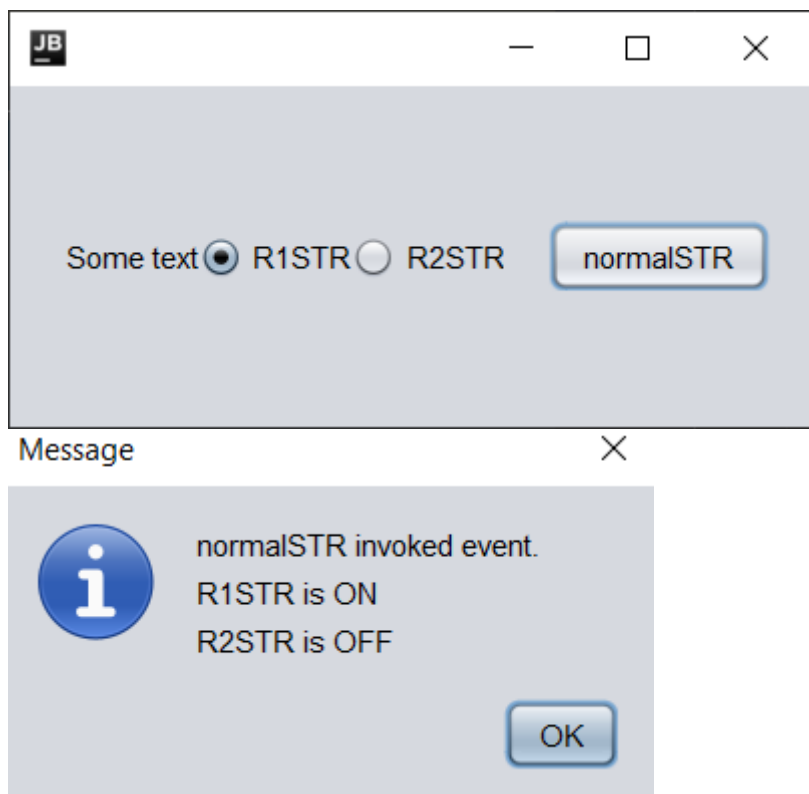 JB
Some text R1STR R2STR normalSTR
Message
normalSTR invoked event.
R1STR is ON
R2STR is OFF
OK